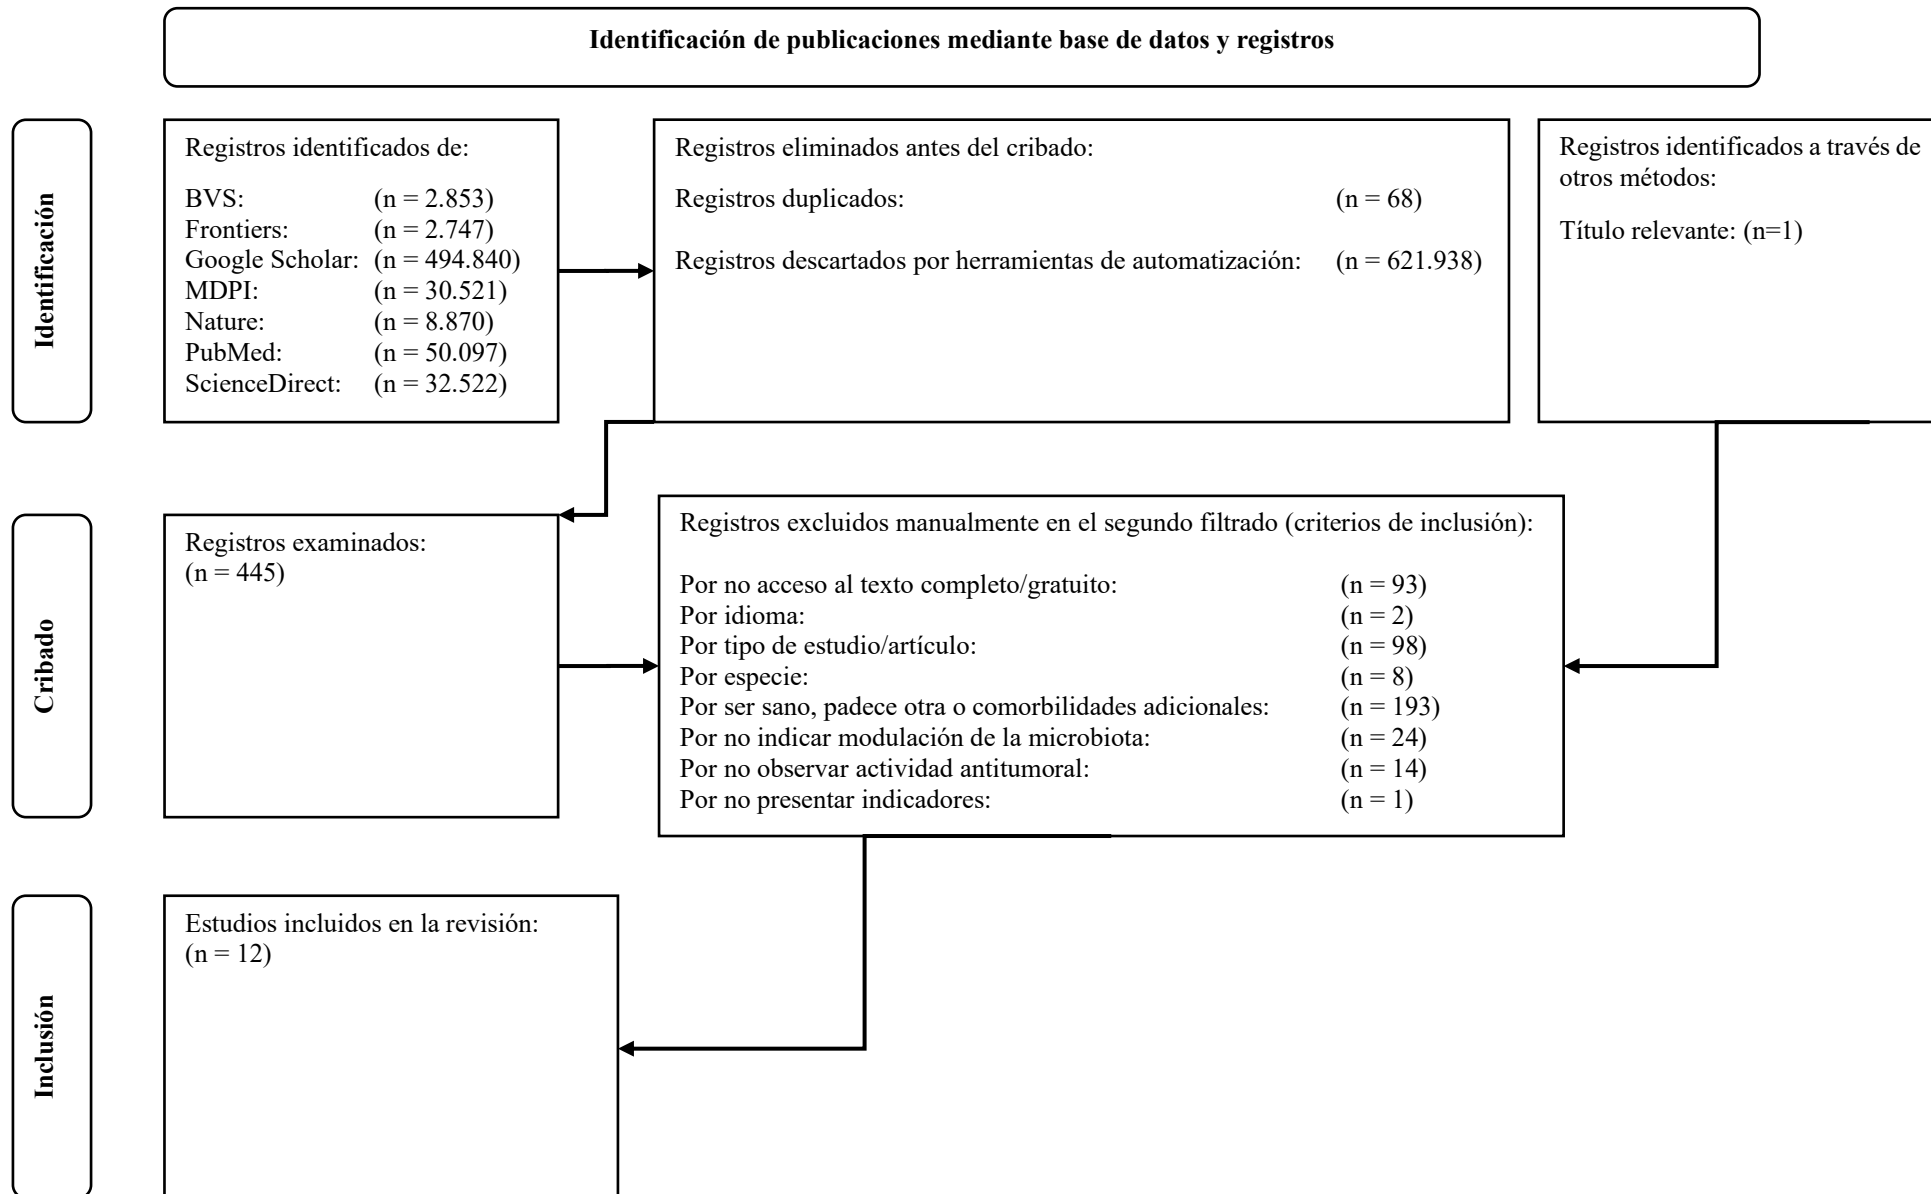 Identificación de publicaciones mediante base de datos y registros
Identificación
Registros identificados de:
BVS: (n = 2.853)
Frontiers: (n = 2.747)
Google Scholar: (n = 494.840)
MDPI: (n = 30.521)
Nature: (n = 8.870)
PubMed: (n = 50.097)
ScienceDirect: (n = 32.522)
Registros eliminados antes del cribado:
Registros duplicados: (n = 68)
Registros descartados por herramientas de automatización: (n = 621.938)
Registros identificados a través de
otros métodos:
Título relevante: (n=1)
Cribado
Registros examinados:
(n = 445)
Registros excluidos manualmente en el segundo filtrado (criterios de inclusión):
Por no acceso al texto completo/gratuito: (n = 93)
Por idioma: (n = 2)
Por tipo de estudio/artículo: (n = 98)
Por especie: (n = 8)
Por ser sano, padece otra o comorbilidades adicionales: (n = 193)
Por no indicar modulación de la microbiota: (n = 24)
Por no observar actividad antitumoral: (n = 14)
Por no presentar indicadores: (n = 1)
Inclusión
Estudios incluidos en la revisión:
(n = 12)